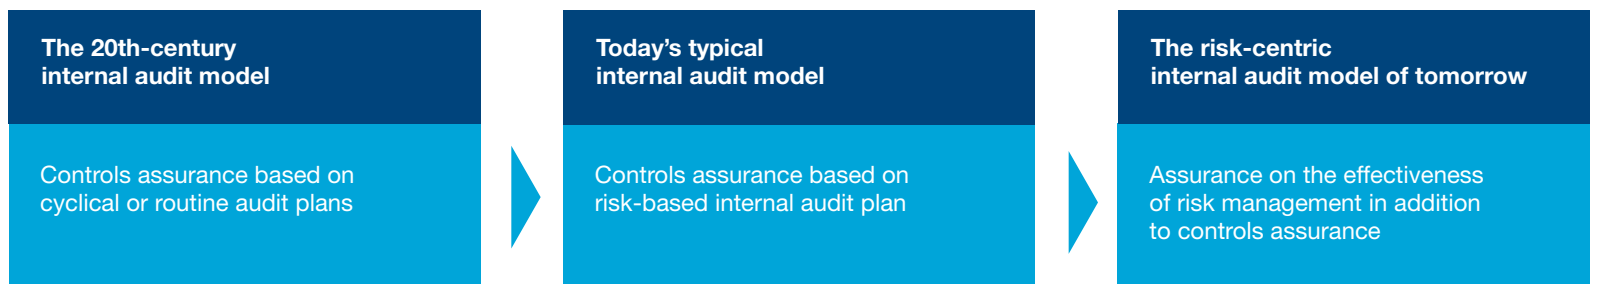 The 20th-century
internal audit model
Controls assurance based on
cyclical or routine audit plans
Today’s typical
internal audit model
Controls assurance based on
risk-based internal audit plan
The risk-centric
internal audit model of tomorrow
Assurance on the effectiveness
of risk management in addition
to controls assurance